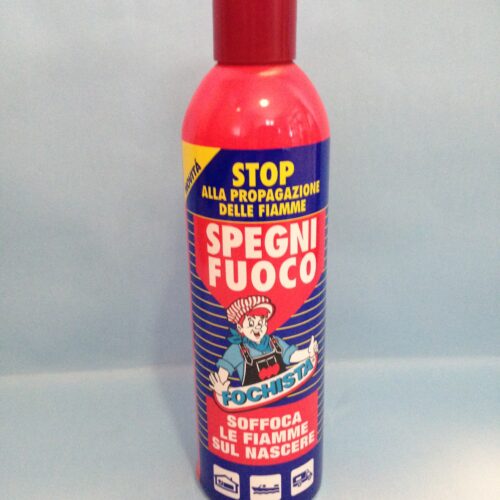 NOVITÀ
STOP
ALLA PROPAGAZIONE
DELLE FIAMME
SPEGNI
FUOCO
FOCHISTA
SOFFOCA
LE FIAMME
SUL NASCERE